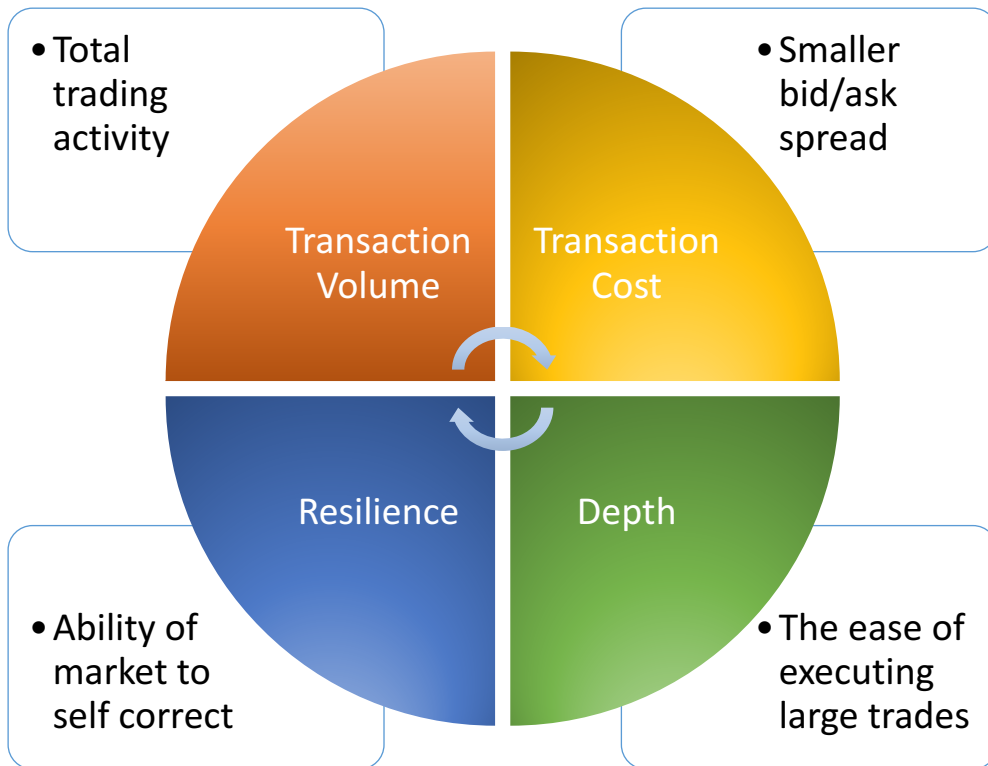 • Total
trading
activity
• Smaller
bid/ask
spread
Transaction
Volume
Transaction
Cost
Resilience
Depth
• Ability of
market to
self correct
• The ease of
executing
large trades